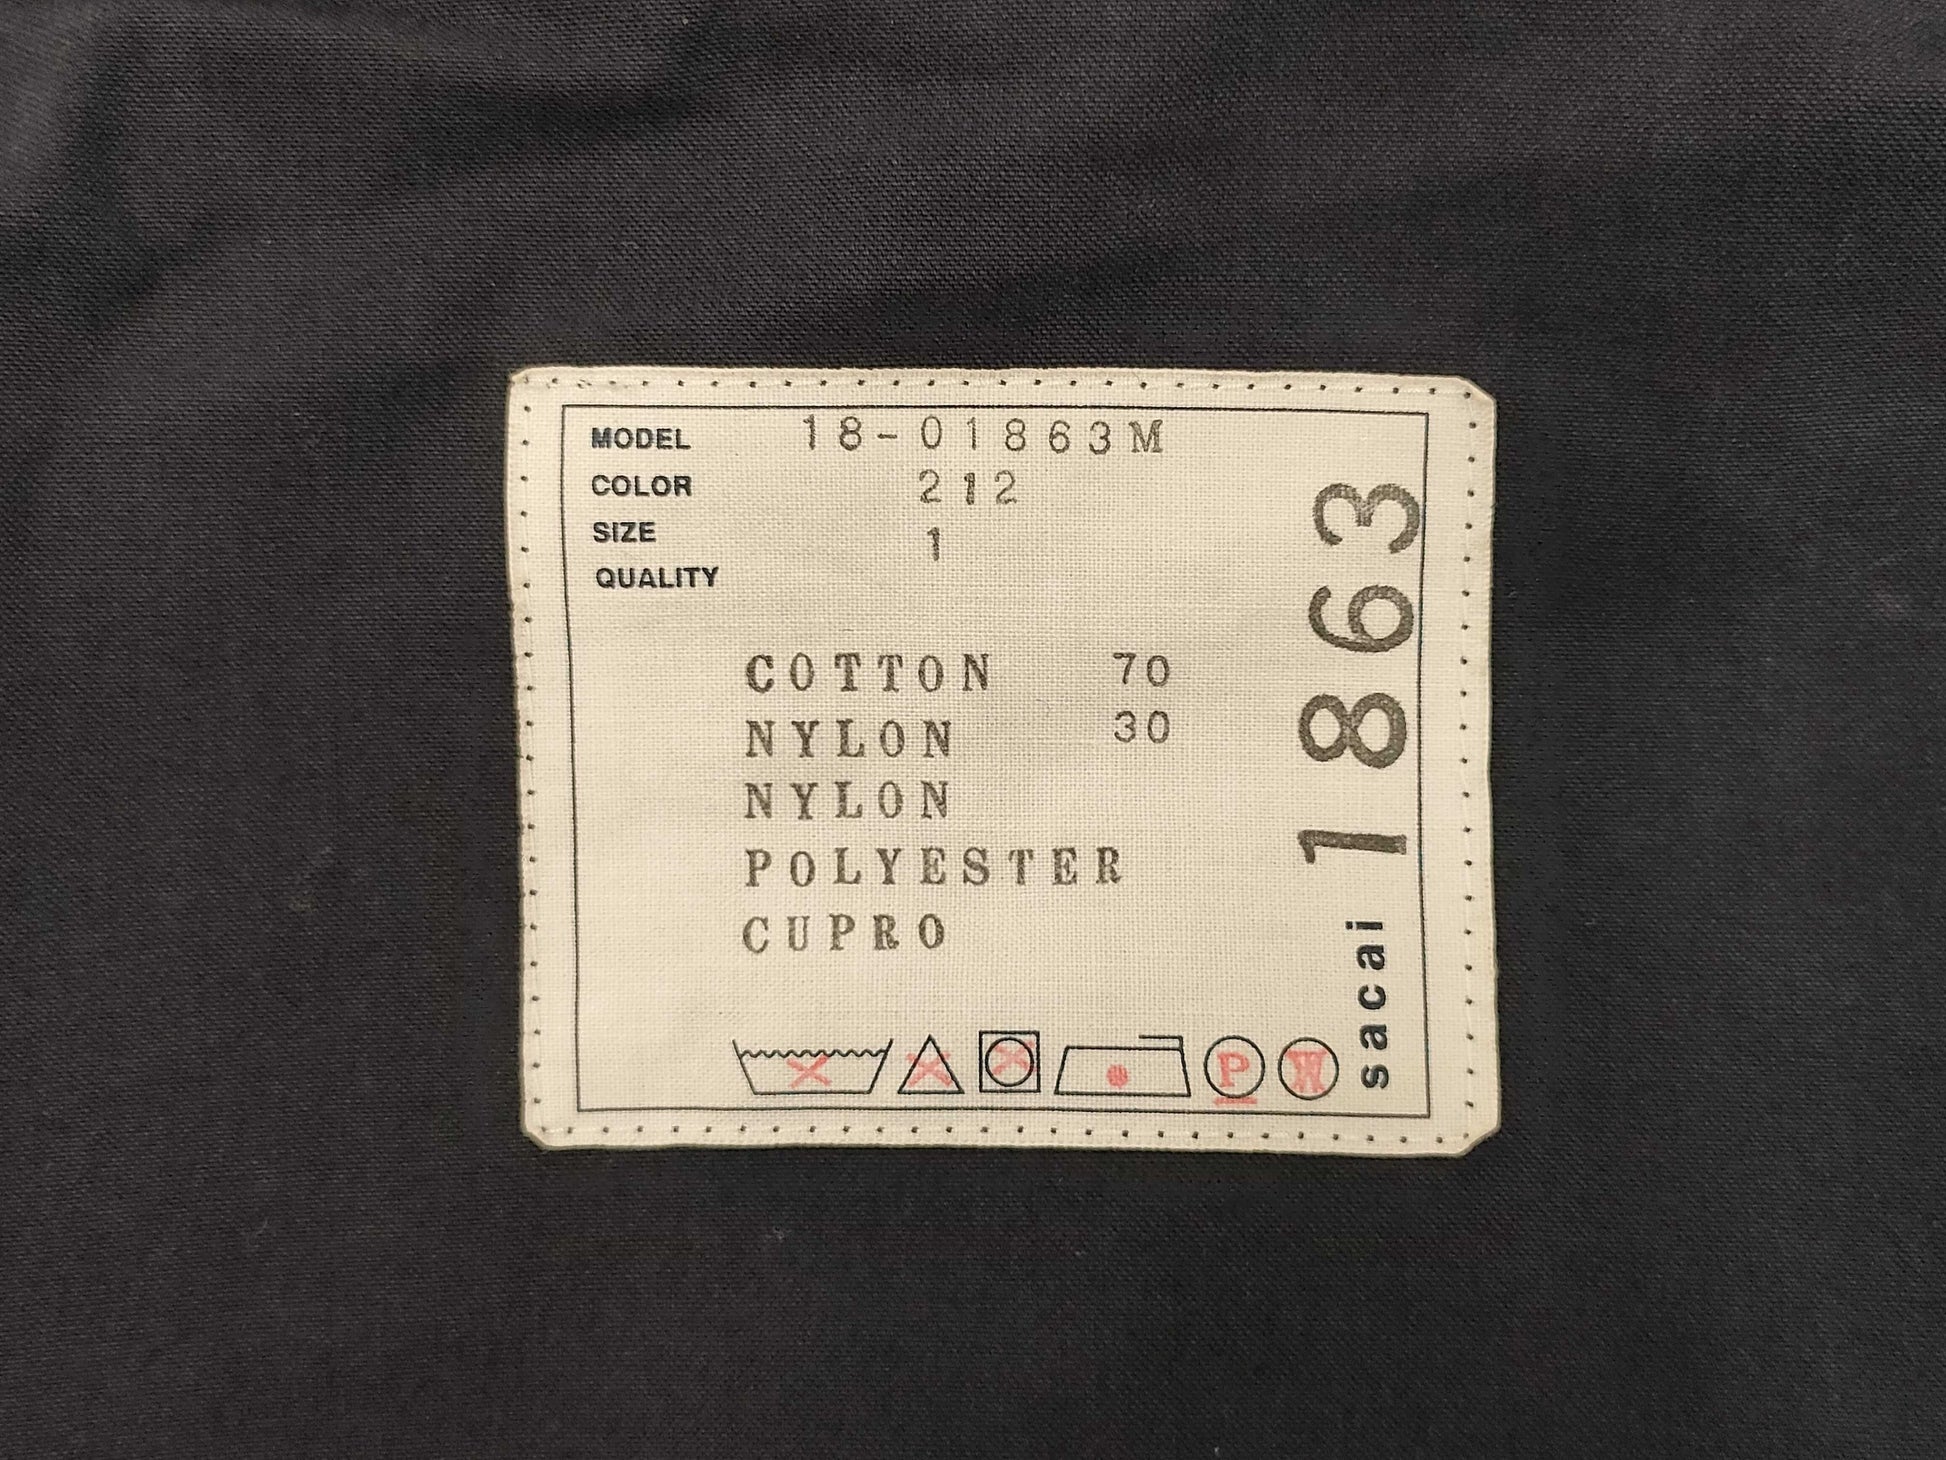 MODEL 18-01863M
COLOR 212
SIZE 1
QUALITY
COTTON 70
NYLON 30
NYLON
POLYESTER
CUPRO
P W
sacai 1863